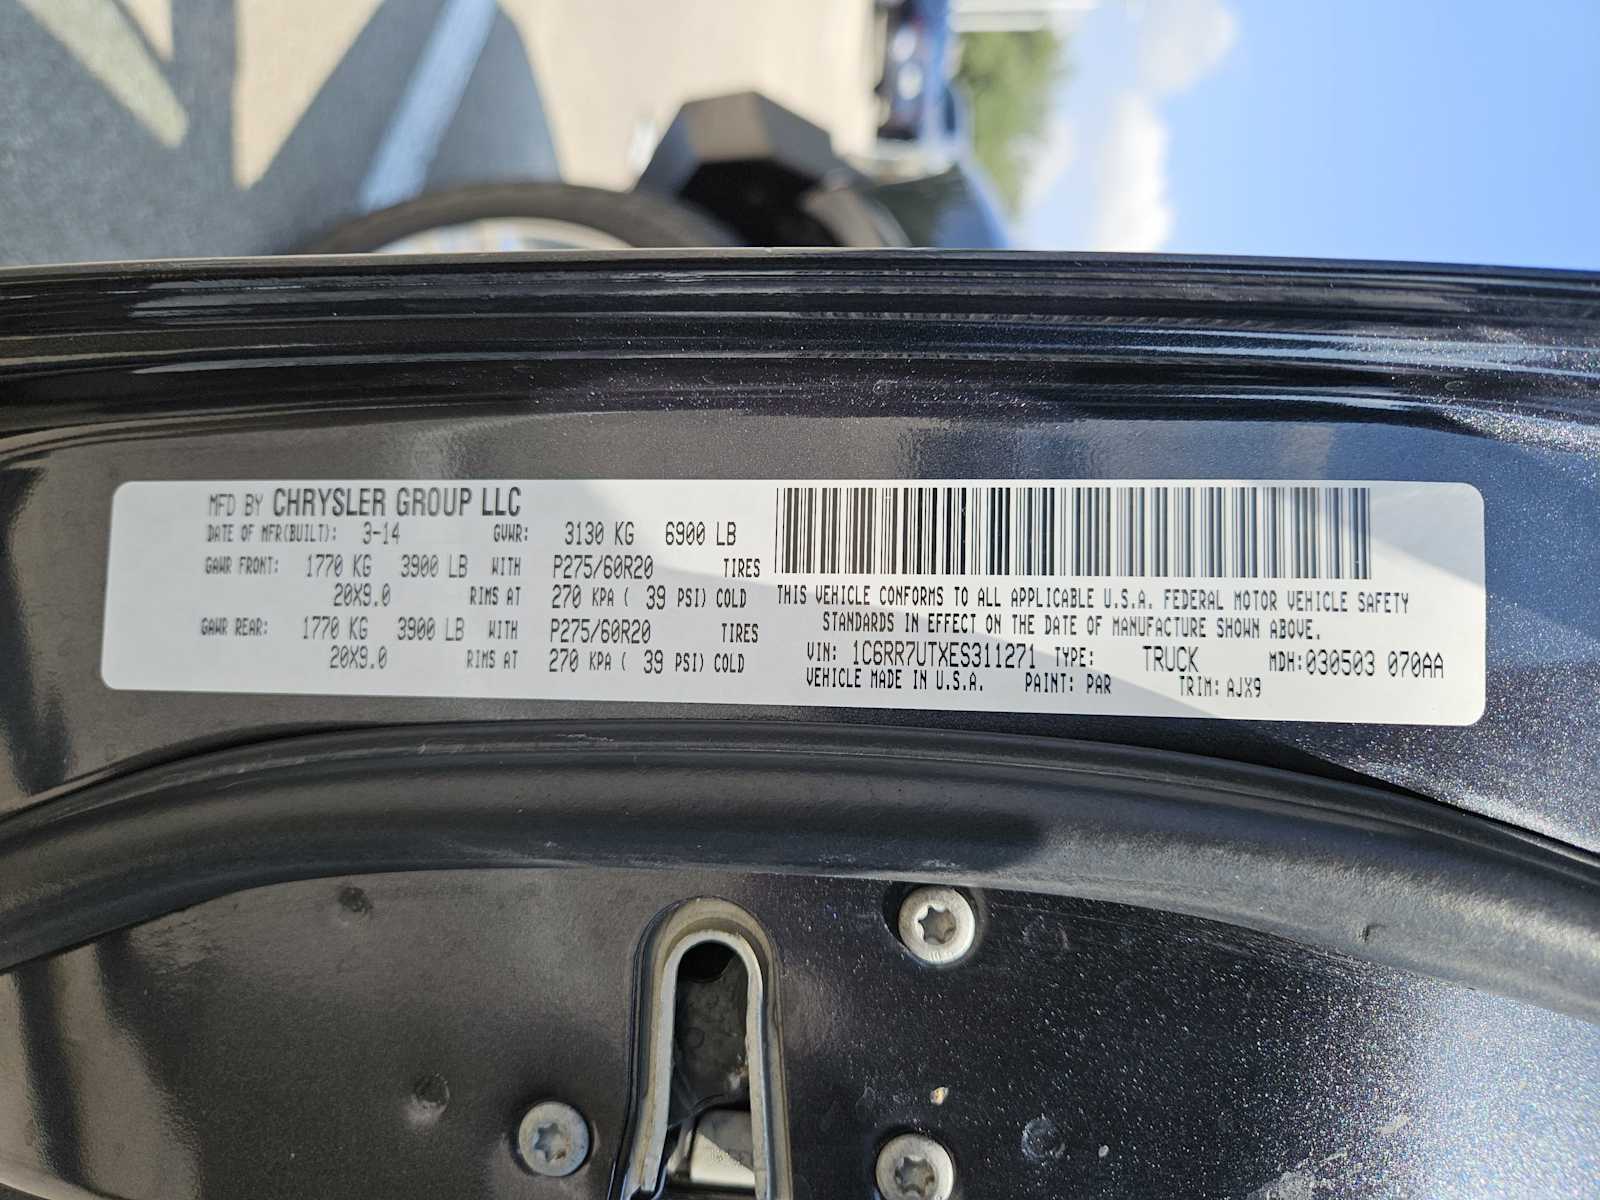 MFD BY CHRYSLER GROUP LLC
DATE OF MFR(BUILT): 3-14 GVWR: 3130 KG 6900 LB
GAWR FRONT: 1770 KG 3900 LB WITH P275/60R20 TIRES
20X9.0 RIMS AT 270 KPA ( 39 PSI) COLD
GAWR REAR: 1770 KG 3900 LB WITH P275/60R20 TIRES
20X9.0 RIMS AT 270 KPA ( 39 PSI) COLD
THIS VEHICLE CONFORMS TO ALL APPLICABLE U.S.A. FEDERAL MOTOR VEHICLE SAFETY
STANDARDS IN EFFECT ON THE DATE OF MANUFACTURE SHOWN ABOVE.
VIN: 1C6RR7UTXES311271 TYPE: TRUCK MDH:030503 070AA
VEHICLE MADE IN U.S.A. PAINT: PAR TRIM: AJX9